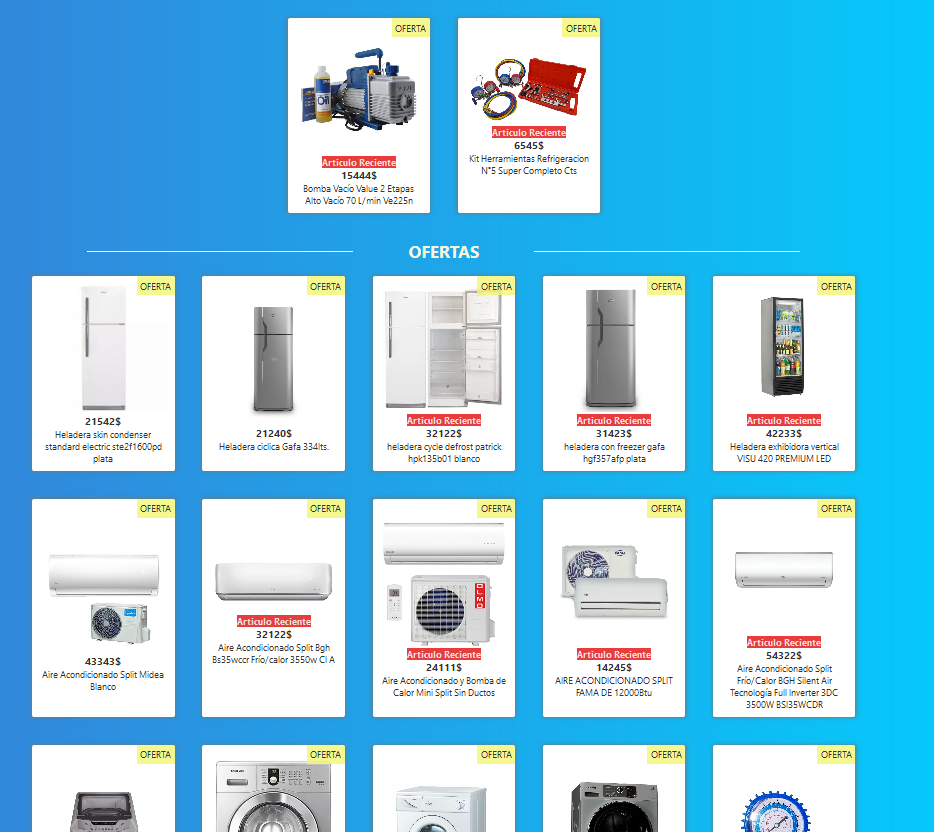 OFERTA
OFERTA
Oil
Articulo Reciente
15444$
Bomba Vacío Value 2 Etapas
Alto Vacío 70 L/min Ve225n
Articulo Reciente
6545$
Kit Herramientas Refrigeracion
N°5 Super Completo Cts
OFERTAS
OFERTA
OFERTA
OFERTA
OFERTA
OFERTA
21542$
Heladera skin condenser
standard electric ste2f1600pd
plata
21240$
Heladera ciclica Gafa 334lts.
Articulo Reciente
32122$
heladera cycle defrost patrick
hpk135b01 blanco
Articulo Reciente
31423$
heladera con freezer gafa
hgf357afp plata
Articulo Reciente
42233$
Heladera exhibidora vertical
VISU 420 PREMIUM LED
OFERTA
OFERTA
OFERTA
OFERTA
OFERTA
43343$
Aire Acondicionado Split Midea
Blanco
Articulo Reciente
32122$
Aire Acondicionado Split Bgh
Bs35wccr Frío/calor 3550w Cl A
Articulo Reciente
24111$
Aire Acondicionado y Bomba de
Calor Mini Split Sin Ductos
Articulo Reciente
14245$
AIRE ACONDICIONADO SPLIT
FAMA DE 12000Btu
Articulo Reciente
54322$
Aire Acondicionado Split
Frío/Calor BGH Silent Air
Tecnología Full Inverter 3DC
3500W BSI35WCDR
OFERTA
OFERTA
OFERTA
OFERTA
OFERTA